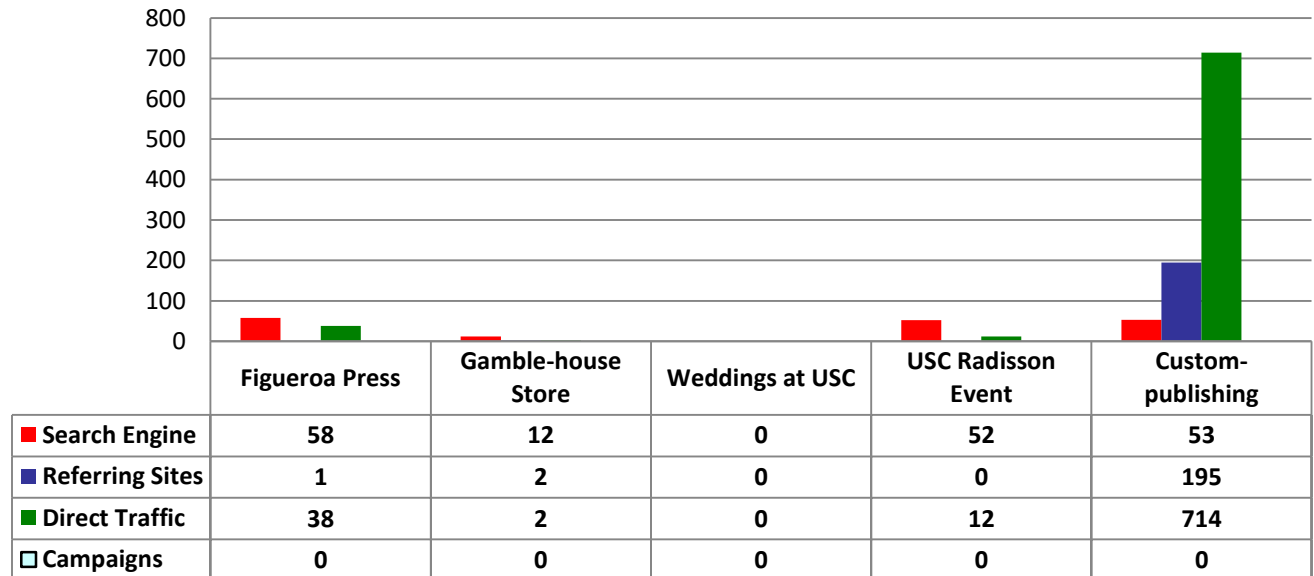 800
700
600
500
400
300
200
100
0
Figueroa Press
Gamble-house
Store
Weddings at USC
USC Radisson
Event
Custom-
publishing
Search Engine 58 12 0 52 53
Referring Sites 1 2 0 0 195
Direct Traffic 38 2 0 12 714
Campaigns 0 0 0 0 0